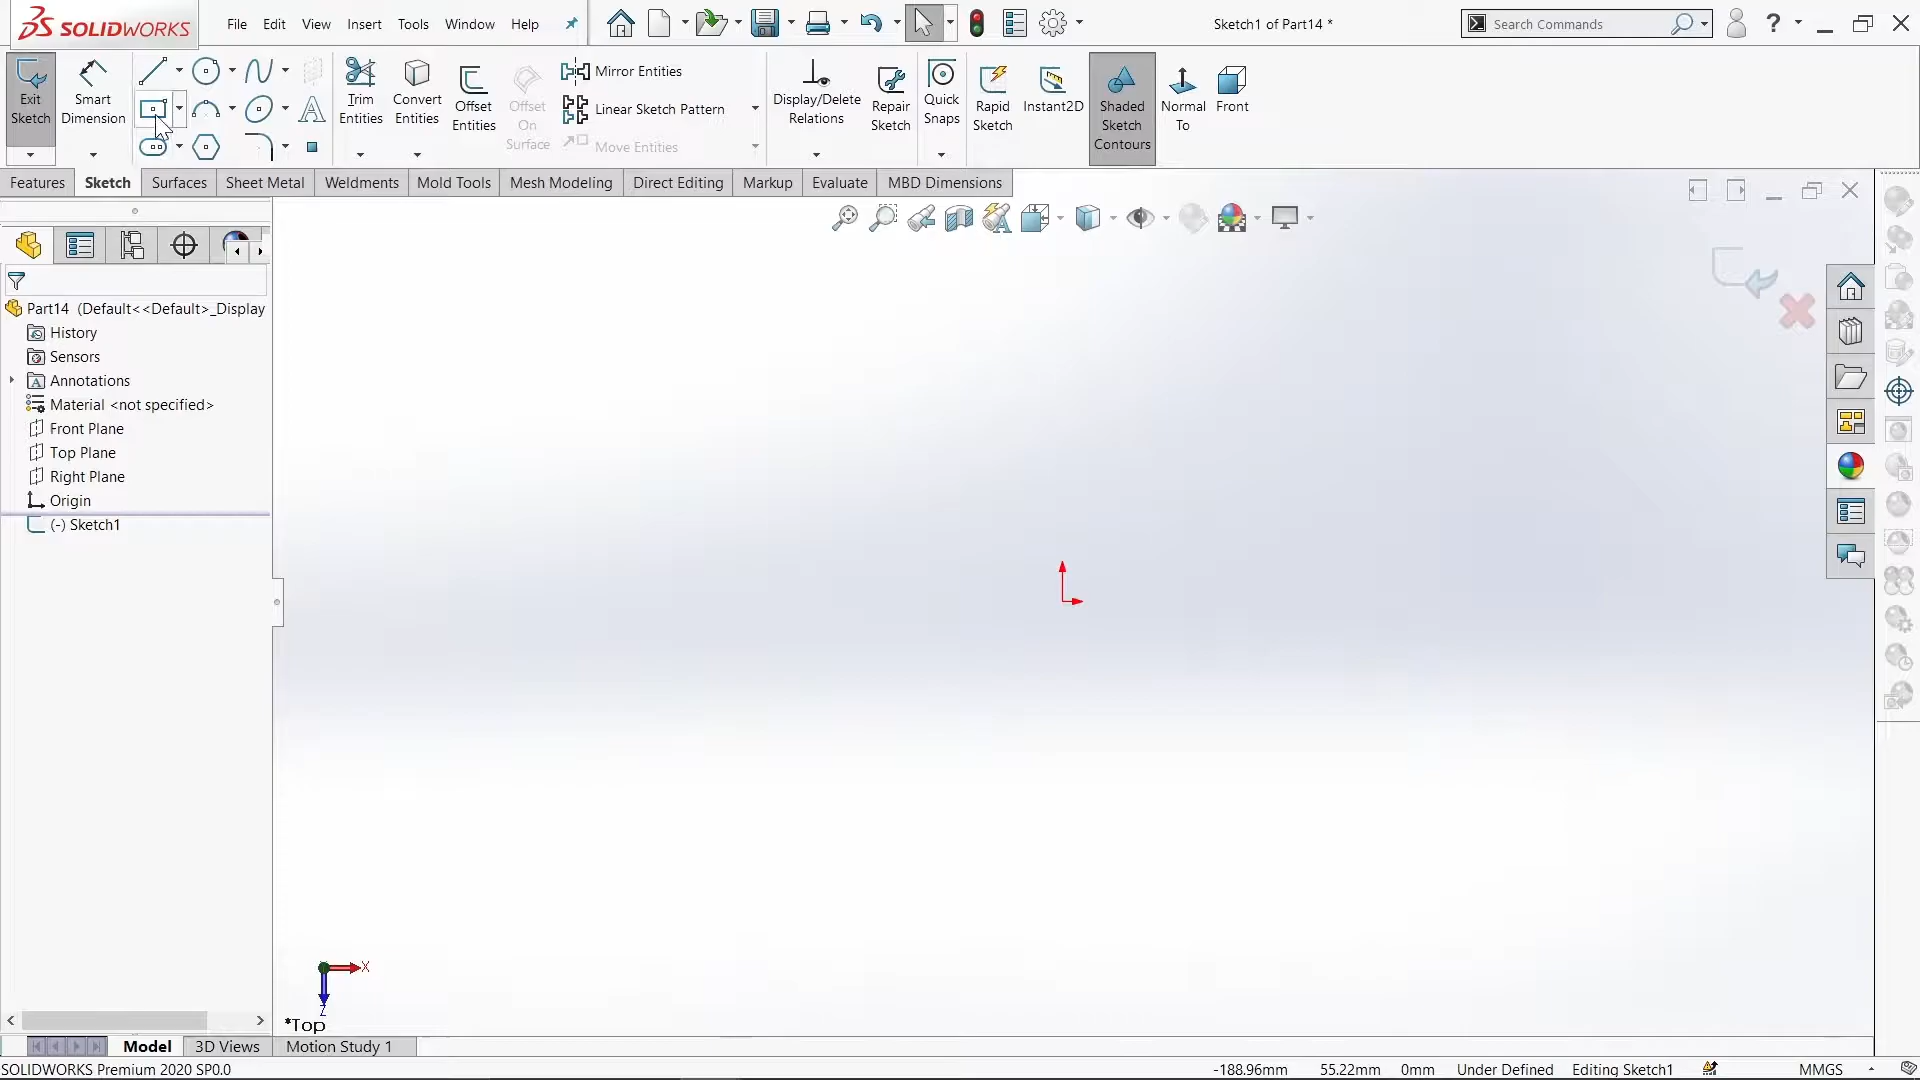 SOLIDWORKS File Edit View Insert Tools Window Help Sketch1 of Part14 * Search Commands ?
Exit Sketch
Smart Dimension
Trim Entities
Convert Entities
Offset Entities
Offset On Surface
Mirror Entities
Linear Sketch Pattern
Move Entities
Display/Delete Relations
Repair Sketch
Quick Snaps
Rapid Sketch
Instant2D
Shaded Sketch Contours
Normal To
Front
Features Sketch Surfaces Sheet Metal Weldments Mold Tools Mesh Modeling Direct Editing Markup Evaluate MBD Dimensions
Part14 (Default<<Default>_Display
History
Sensors
Annotations
Material <not specified>
Front Plane
Top Plane
Right Plane
Origin
(-) Sketch1
X
Z
*Top
Model 3D Views Motion Study 1
SOLIDWORKS Premium 2020 SP0.0 -188.96mm 55.22mm 0mm Under Defined Editing Sketch1 MMGS